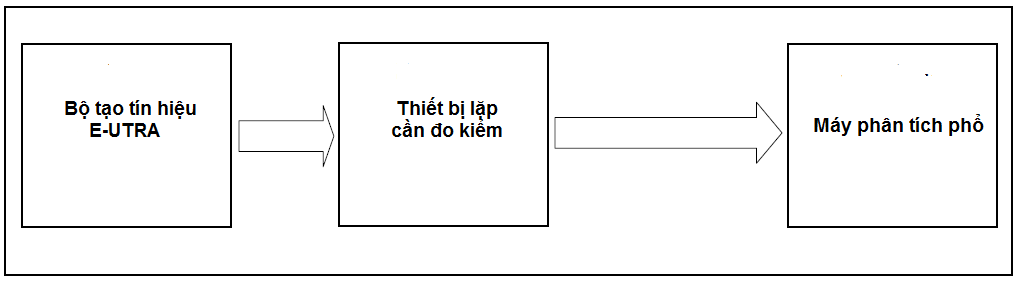 Bộ tạo tín hiệu
E-UTRA
Thiết bị lặp
cần đo kiểm
Máy phân tích phổ